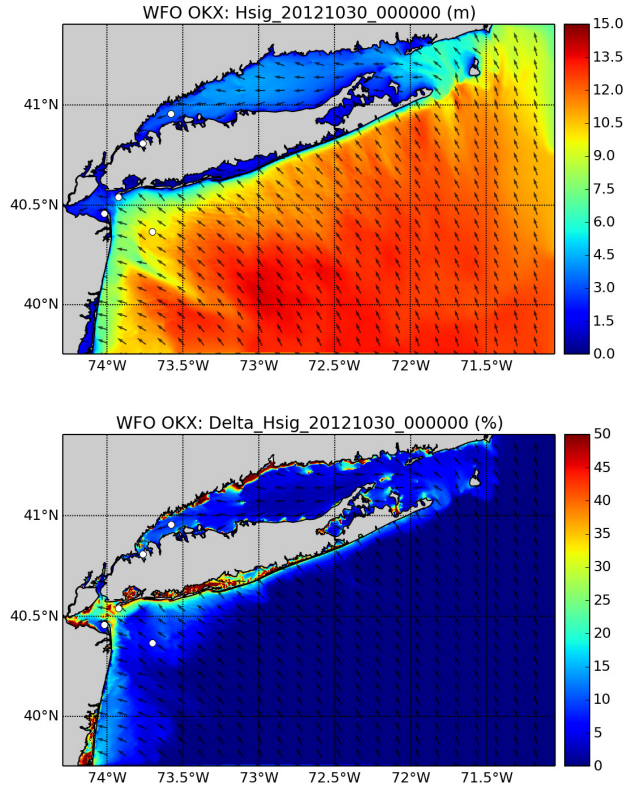 WFO OKX: Hsig_20121030_000000 (m)
15.0
13.5
12.0
10.5
9.0
7.5
6.0
4.5
3.0
1.5
0.0
41°N
40.5°N
40°N
74°W 73.5°W 73°W 72.5°W 72°W 71.5°W
WFO OKX: Delta_Hsig_20121030_000000 (%)
50
45
40
35
30
25
20
15
10
5
0
41°N
40.5°N
40°N
74°W 73.5°W 73°W 72.5°W 72°W 71.5°W